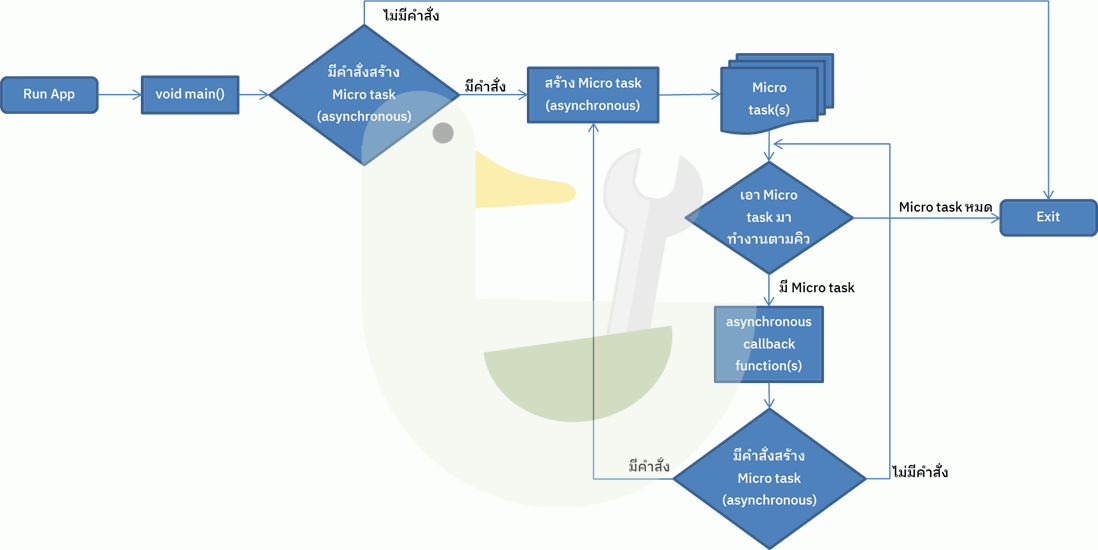 ไม่มีคำสั่ง
Run App
void main()
มีคำสั่งสร้าง
Micro task
(asynchronous)
มีคำสั่ง
สร้าง Micro task
(asynchronous)
Micro
task(s)
เอา Micro
task มา
ทำงานตามคิว
Micro task หมด
Exit
มี Micro task
asynchronous
callback
function(s)
มีคำสั่งสร้าง
Micro task
(asynchronous)
มีคำสั่ง
ไม่มีคำสั่ง